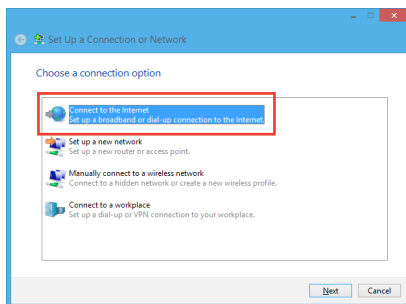 Set Up a Connection or Network
Choose a connection option
Connect to the Internet
Set up a broadband or dial-up connection to the Internet.
Set up a new network
Set up a new router or access point.
Manually connect to a wireless network
Connect to a hidden network or create a new wireless profile.
Connect to a workplace
Set up a dial-up or VPN connection to your workplace.
Next
Cancel